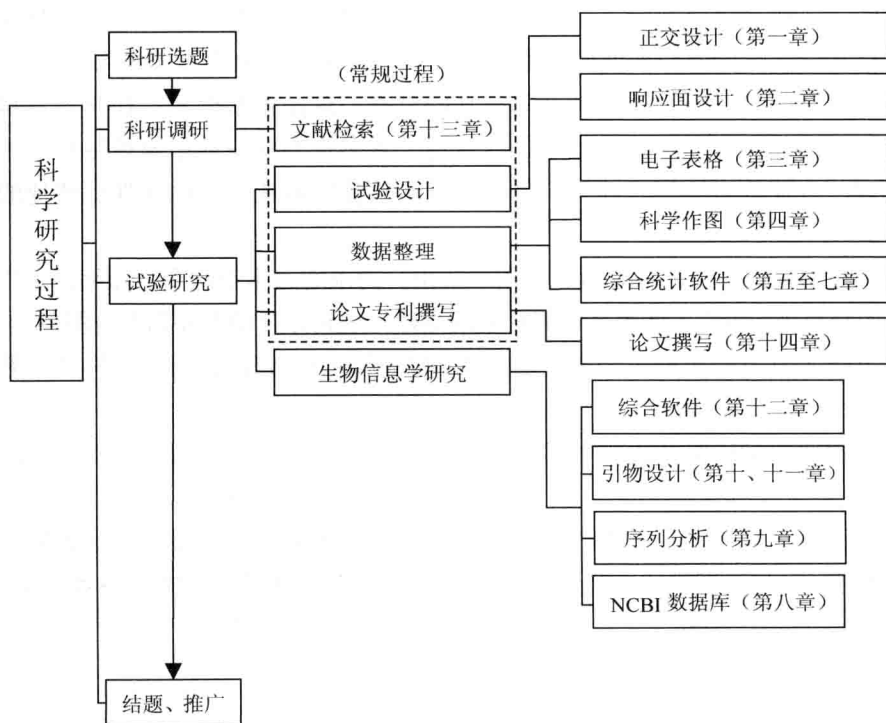 科学研究过程
科研选题
科研调研
试验研究
结题、推广
（常规过程）
文献检索（第十三章）
试验设计
数据整理
论文专利撰写
生物信息学研究
正交设计（第一章）
响应面设计（第二章）
电子表格（第三章）
科学作图（第四章）
综合统计软件（第五至七章）
论文撰写（第十四章）
综合软件（第十二章）
引物设计（第十、十一章）
序列分析（第九章）
NCBI 数据库（第八章）